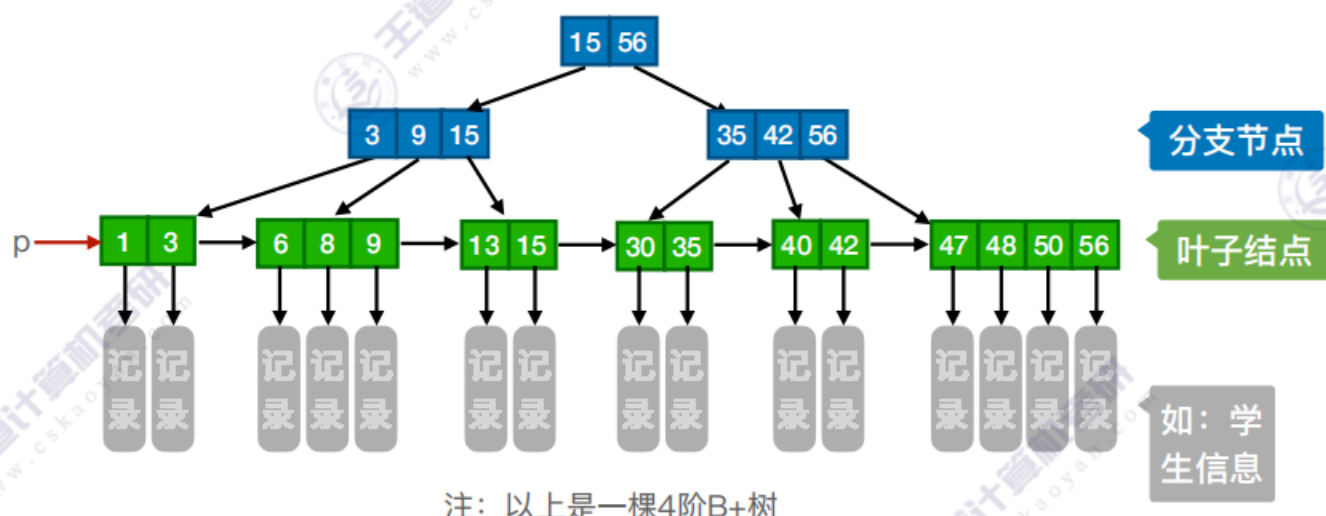 15 56
3 9 15
35 42 56
分支节点
p
1 3
6 8 9
13 15
30 35
40 42
47 48 50 56
叶子结点
记录 记录 记录 记录 记录 记录 记录 记录 记录 记录 记录 记录 记录 记录 记录
如：学
生信息
注：以上是一棵4阶B+树